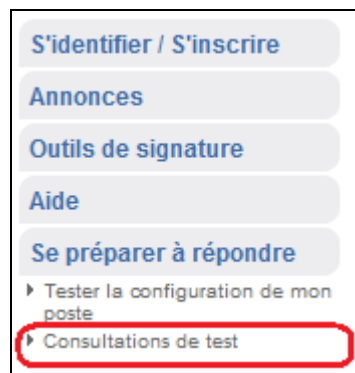 S'identifier / S'inscrire
Annonces
Outils de signature
Aide
Se préparer à répondre
Tester la configuration de mon
poste
Consultations de test